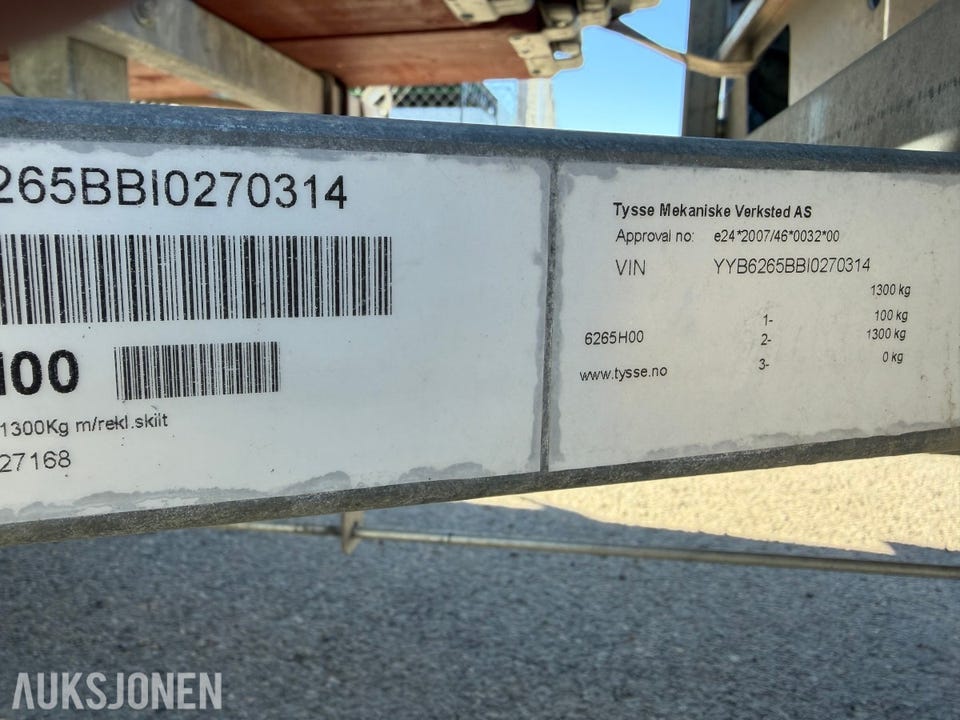 265BBI0270314
H00
1300Kg m/rekl.skilt
27168
Tysse Mekaniske Verksted AS
Approval no: e24*2007/46*0032*00
VIN YYB6265BBI0270314
1300 kg
1- 100 kg
6265H00 2- 1300 kg
3- 0 kg
www.tysse.no
AUKSJONEN